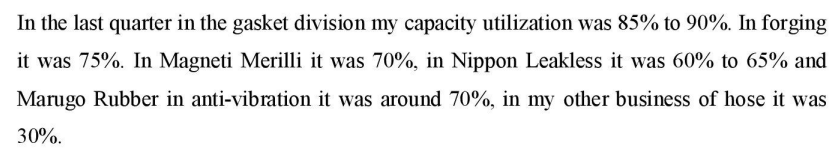 In the last quarter in the gasket division my capacity utilization was 85% to 90%. In forging
it was 75%. In Magneti Merilli it was 70%, in Nippon Leakless it was 60% to 65% and
Marugo Rubber in anti-vibration it was around 70%, in my other business of hose it was
30%.